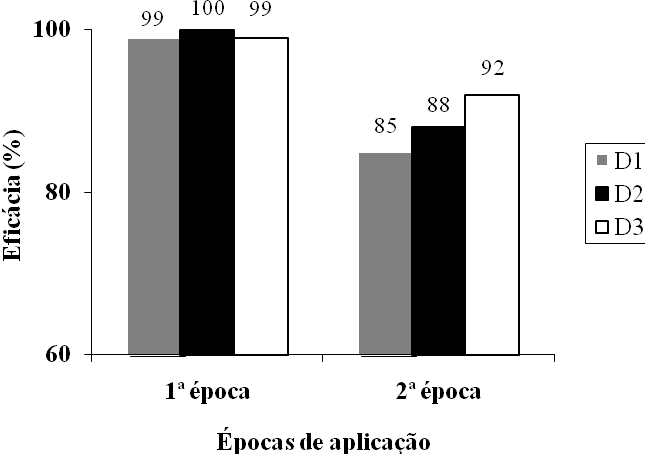 99 100 99
92
88
85
100
80
60
Eficácia (%)
D1
D2
D3
1ª época 2ª época
Épocas de aplicação